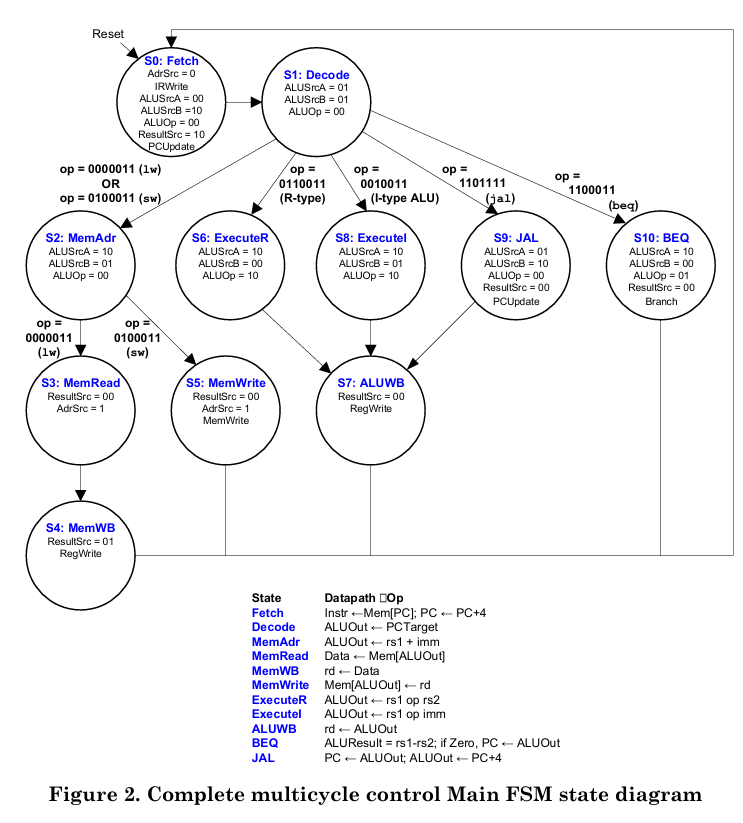 Reset
S0: Fetch
AdrSrc = 0
IRWrite
ALUSrcA = 00
ALUSrcB =10
ALUOp = 00
ResultSrc = 10
PCUpdate
S1: Decode
ALUSrcA = 01
ALUSrcB = 01
ALUOp = 00
op = 0000011 (lw)
OR
op = 0100011 (sw)
op =
0110011
(R-type)
op =
0010011
(I-type ALU)
op =
1101111
(jal)
op =
1100011
(beq)
S2: MemAdr
ALUSrcA = 10
ALUSrcB = 01
ALUOp = 00
S6: ExecuteR
ALUSrcA = 10
ALUSrcB = 00
ALUOp = 10
S8: ExecuteI
ALUSrcA = 10
ALUSrcB = 01
ALUOp = 10
S9: JAL
ALUSrcA = 01
ALUSrcB = 10
ALUOp = 00
ResultSrc = 00
PCUpdate
S10: BEQ
ALUSrcA = 10
ALUSrcB = 00
ALUOp = 01
ResultSrc = 00
Branch
op =
0000011
(lw)
op =
0100011
(sw)
S3: MemRead
ResultSrc = 00
AdrSrc = 1
S5: MemWrite
ResultSrc = 00
AdrSrc = 1
MemWrite
S7: ALUWB
ResultSrc = 00
RegWrite
S4: MemWB
ResultSrc = 01
RegWrite
State Datapath □Op
Fetch Instr ←Mem[PC]; PC ← PC+4
Decode ALUOut ← PCTarget
MemAdr ALUOut ← rs1 + imm
MemRead Data ← Mem[ALUOut]
MemWB rd ← Data
MemWrite Mem[ALUOut] ← rd
ExecuteR ALUOut ← rs1 op rs2
ExecuteI ALUOut ← rs1 op imm
ALUWB rd ← ALUOut
BEQ ALUResult = rs1-rs2; if Zero, PC ← ALUOut
JAL PC ← ALUOut; ALUOut ← PC+4
Figure 2. Complete multicycle control Main FSM state diagram